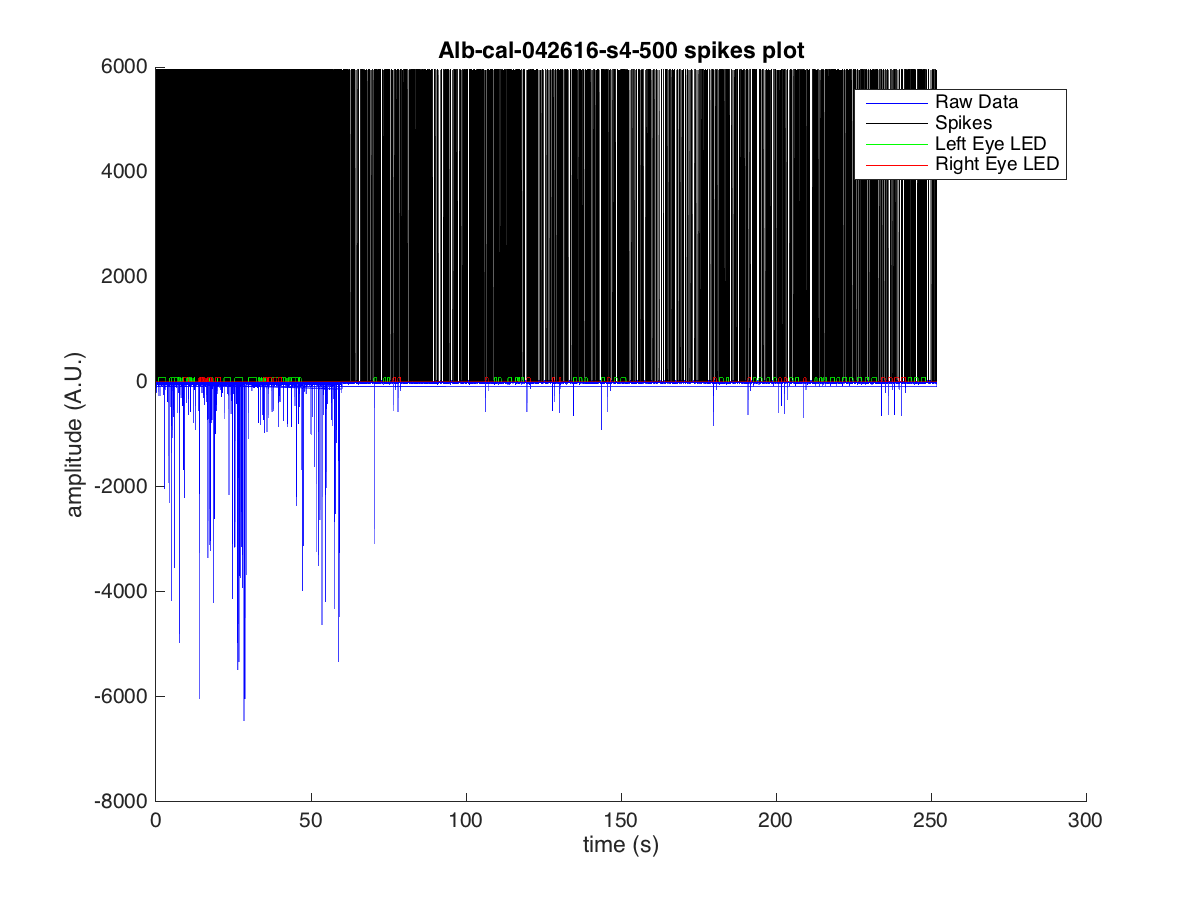 Alb-cal-042616-s4-500 spikes plot
6000
4000
2000
0
-2000
-4000
-6000
-8000
amplitude (A.U.)
Raw Data
Spikes
Left Eye LED
Right Eye LED
0 50 100 150 200 250 300
time (s)